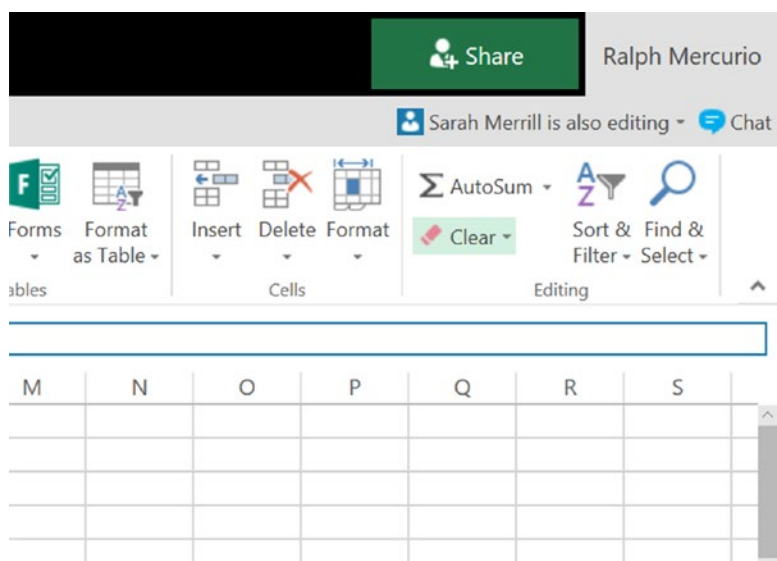 Share
Ralph Mercurio
Sarah Merrill is also editing
Chat
Forms
Format
as Table
Insert
Delete
Format
Σ AutoSum
Clear
Sort &
Filter
Find &
Select
ables
Cells
Editing
M N O P Q R S